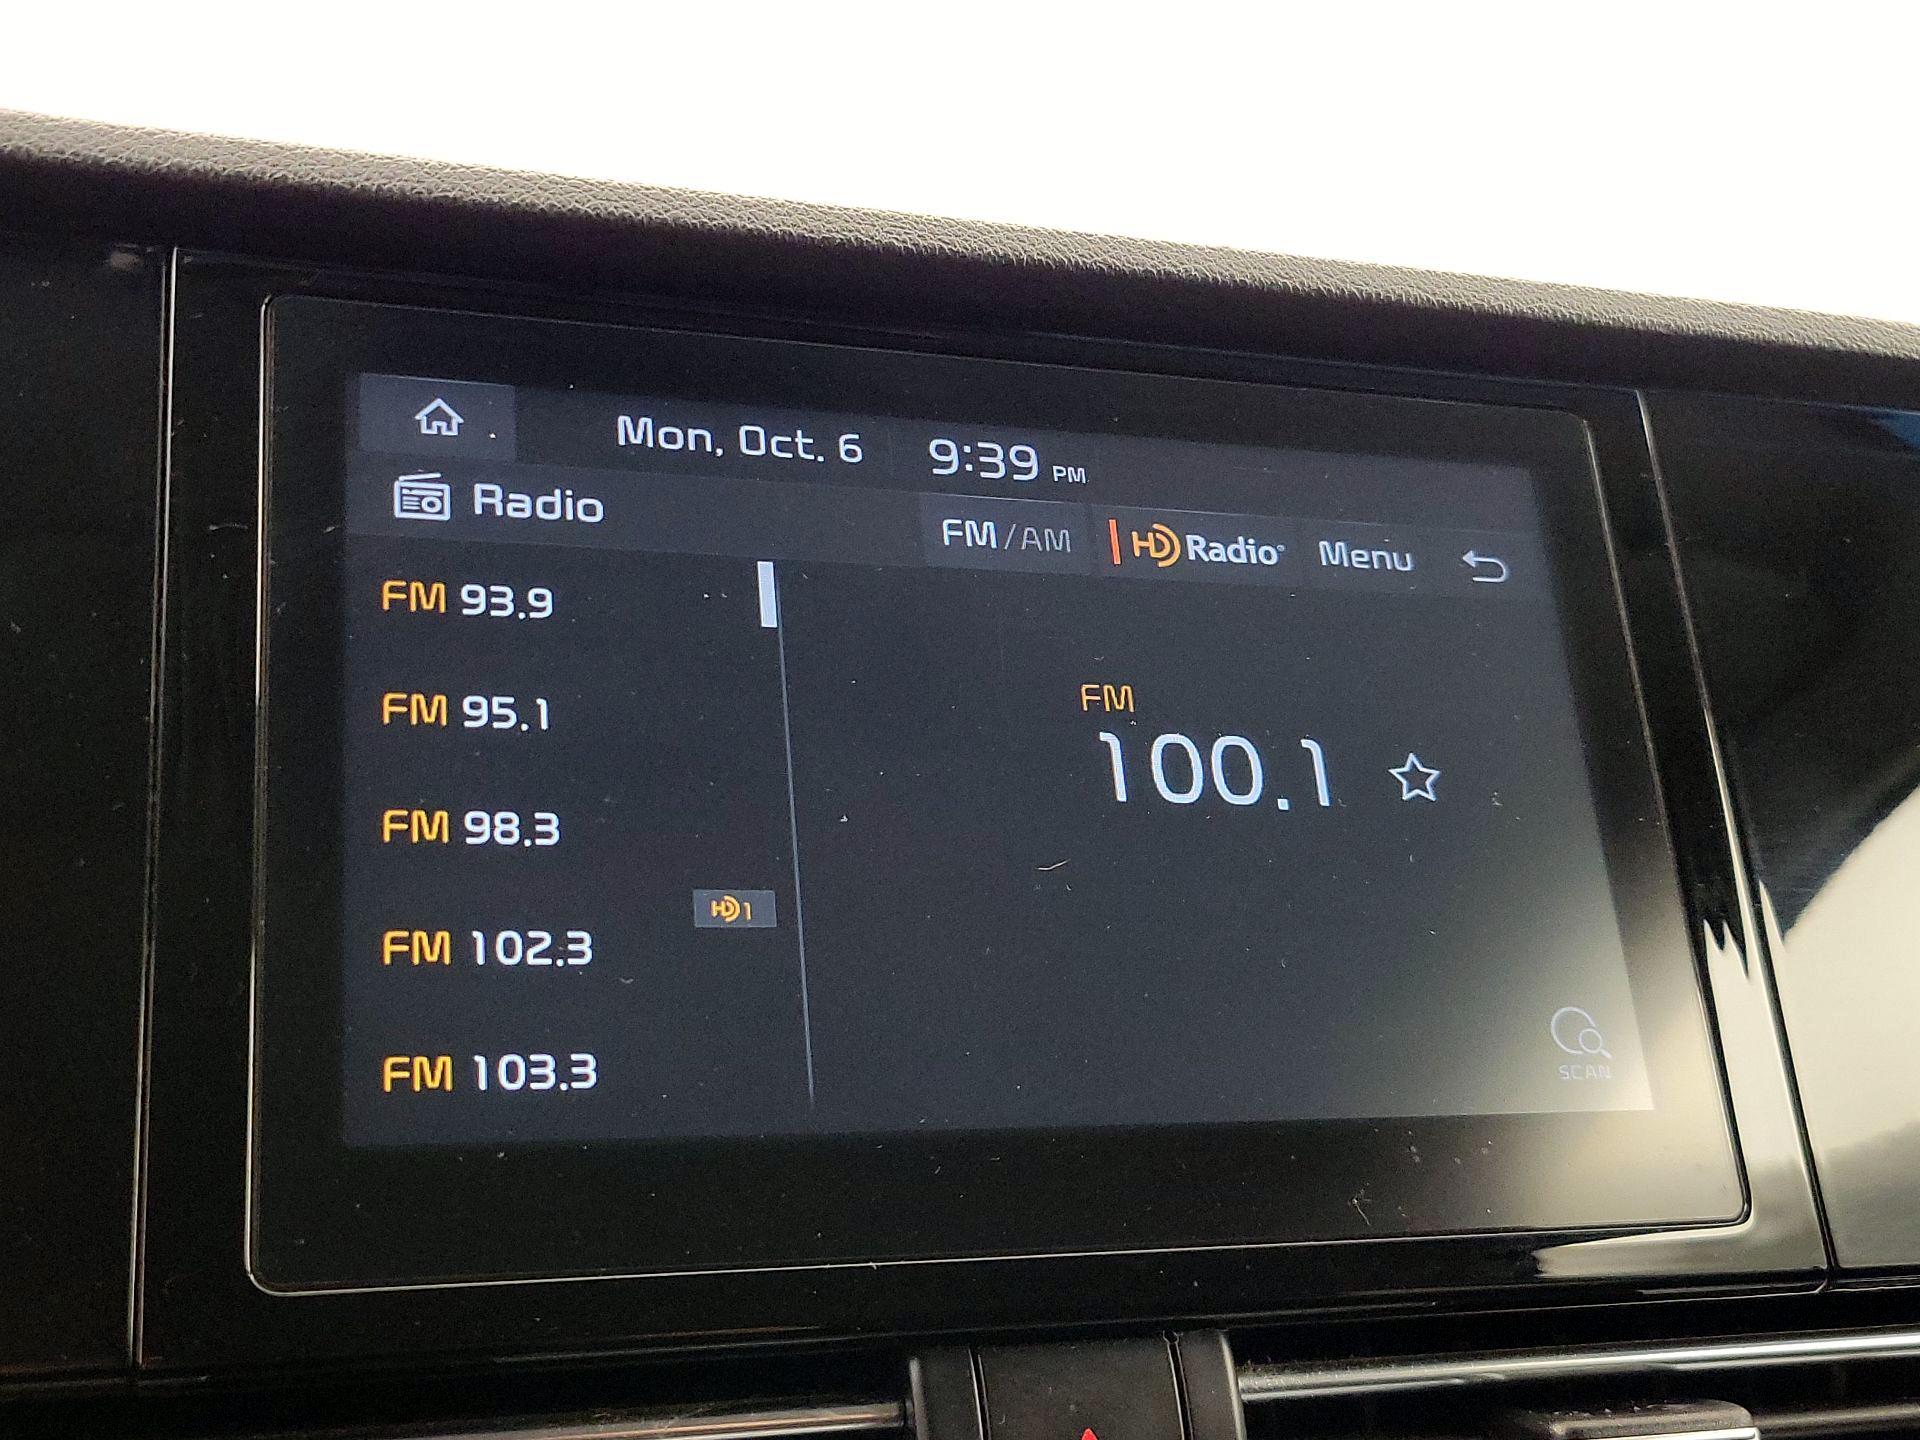 Mon, Oct. 6 9:39 PM
Radio FM/AM HD Radio® Menu
FM 93.9
FM 95.1
FM 98.3
FM 102.3 HD1
FM 103.3
FM
100.1
SCAN